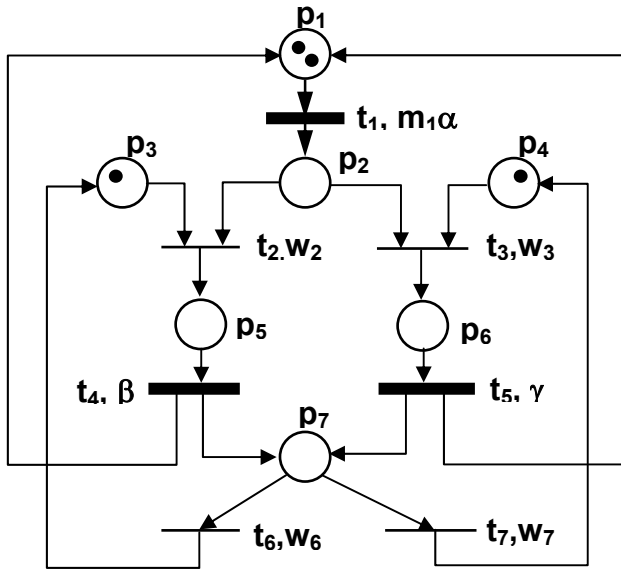 p₁
t₁, m₁α
p₃
p₂
p₄
t₂.w₂
t₃,w₃
p₅
p₆
t₄, β
t₅, γ
p₇
t₆,w₆
t₇,w₇